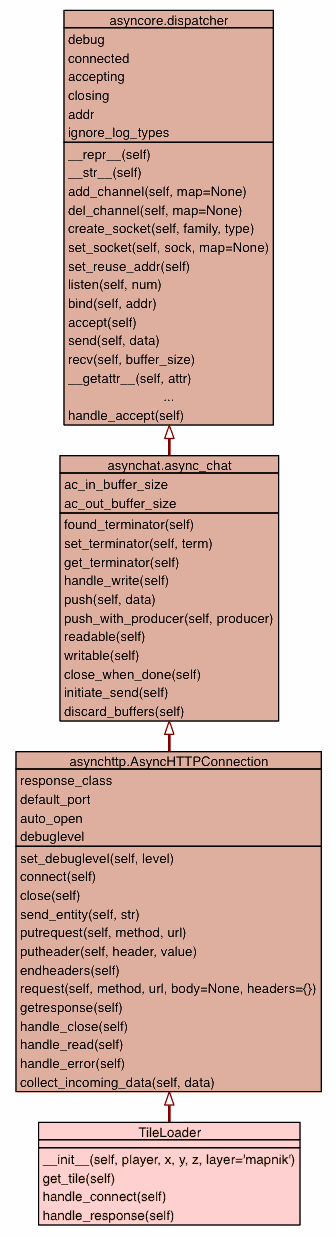 asyncore.dispatcher
debug
connected
accepting
closing
addr
ignore_log_types
__repr__(self)
__str__(self)
add_channel(self, map=None)
del_channel(self, map=None)
create_socket(self, family, type)
set_socket(self, sock, map=None)
set_reuse_addr(self)
listen(self, num)
bind(self, addr)
accept(self)
send(self, data)
recv(self, buffer_size)
__getattr__(self, attr)
...
handle_accept(self)
asynchat.async_chat
ac_in_buffer_size
ac_out_buffer_size
found_terminator(self)
set_terminator(self, term)
get_terminator(self)
handle_write(self)
push(self, data)
push_with_producer(self, producer)
readable(self)
writable(self)
close_when_done(self)
initiate_send(self)
discard_buffers(self)
asynchttp.AsyncHTTPConnection
response_class
default_port
auto_open
debuglevel
set_debuglevel(self, level)
connect(self)
close(self)
send_entity(self, str)
putrequest(self, method, url)
putheader(self, header, value)
endheaders(self)
request(self, method, url, body=None, headers={})
getresponse(self)
handle_close(self)
handle_read(self)
handle_error(self)
collect_incoming_data(self, data)
TileLoader
__init__(self, player, x, y, z, layer='mapnik')
get_tile(self)
handle_connect(self)
handle_response(self)